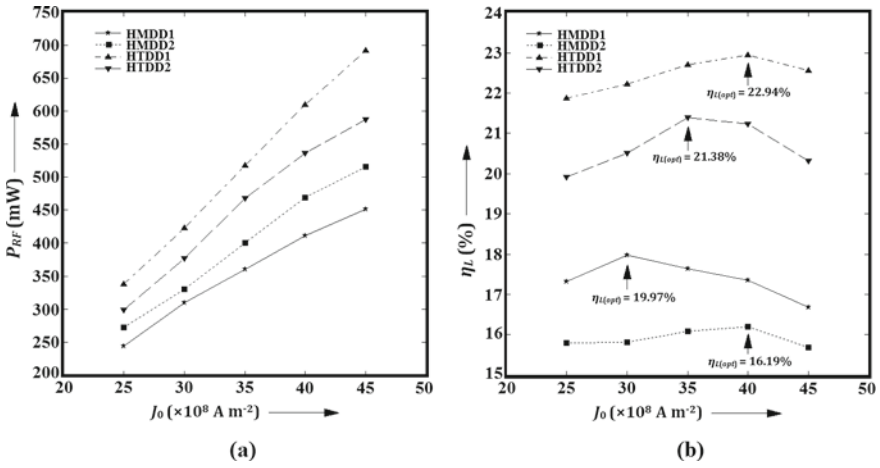 750
700
650
600
550
500
450
400
350
300
250
200
P_RF (mW)
HMDD1
HMDD2
HTDD1
HTDD2
20 25 30 35 40 45 50
J₀ (×10⁸ A m⁻²)
(a)
24
23
22
21
20
19
18
17
16
15
η_L (%)
HMDD1
HMDD2
HTDD1
HTDD2
η_L(opt) = 22.94%
η_L(opt) = 21.38%
η_L(opt) = 19.97%
η_L(opt) = 16.19%
20 25 30 35 40 45 50
J₀ (×10⁸ A m⁻²)
(b)